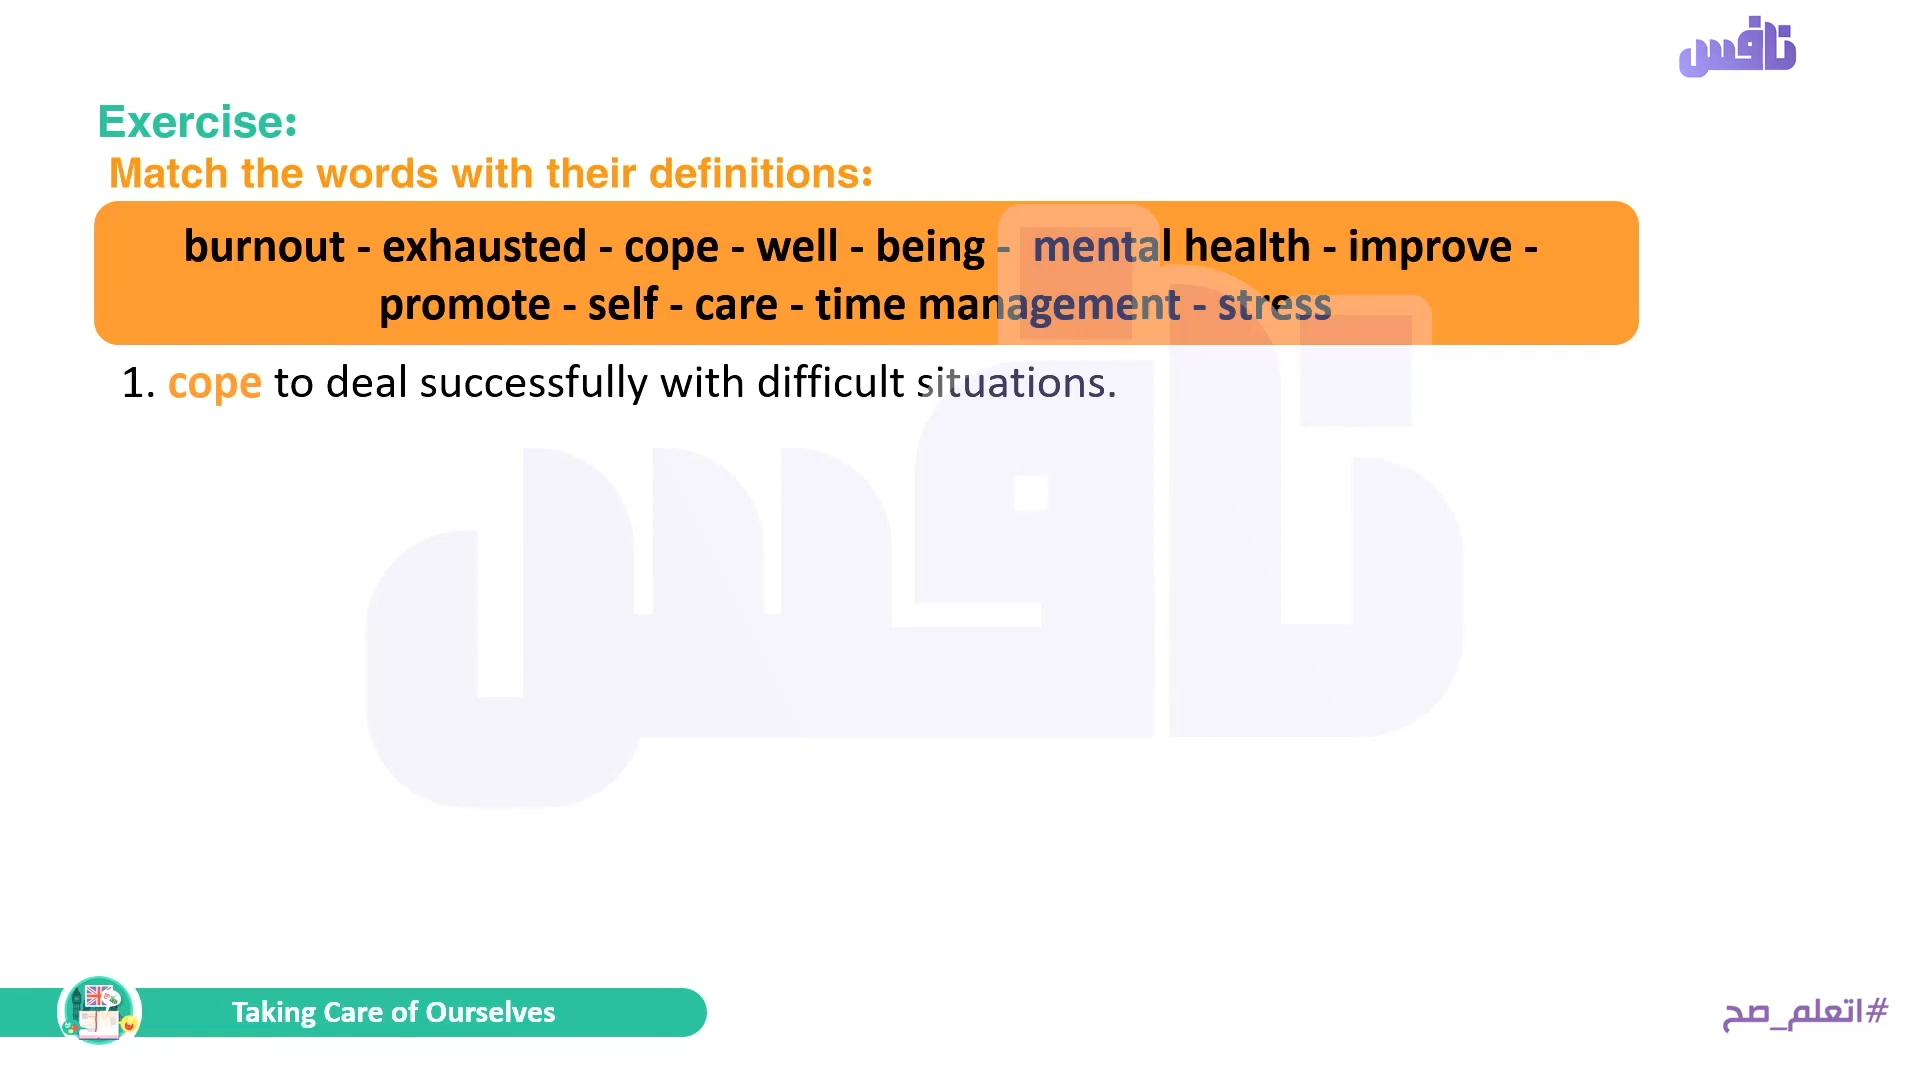 نافس
Exercise:
Match the words with their definitions:
burnout - exhausted - cope - well - being - mental health - improve -
promote - self - care - time management - stress
1. cope to deal successfully with difficult situations.
نافس
Taking Care of Ourselves
#اتعلم_صح